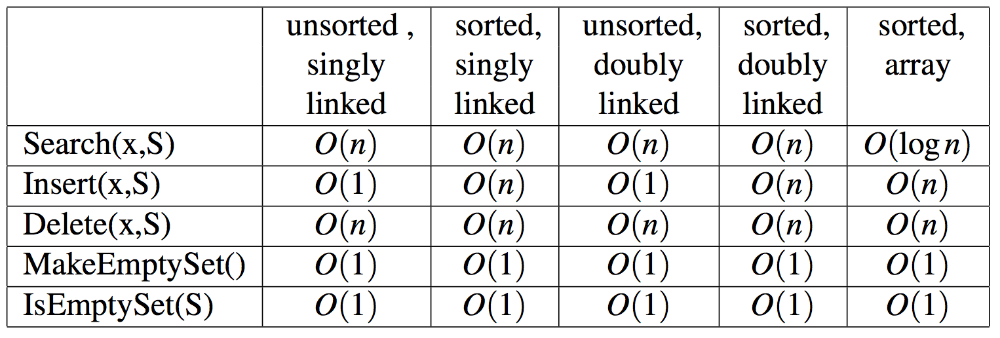 unsorted , sorted, unsorted, sorted, sorted,
singly singly doubly doubly array
linked linked linked linked
Search(x,S) O(n) O(n) O(n) O(n) O(log n)
Insert(x,S) O(1) O(n) O(1) O(n) O(n)
Delete(x,S) O(n) O(n) O(n) O(n) O(n)
MakeEmptySet() O(1) O(1) O(1) O(1) O(1)
IsEmptySet(S) O(1) O(1) O(1) O(1) O(1)